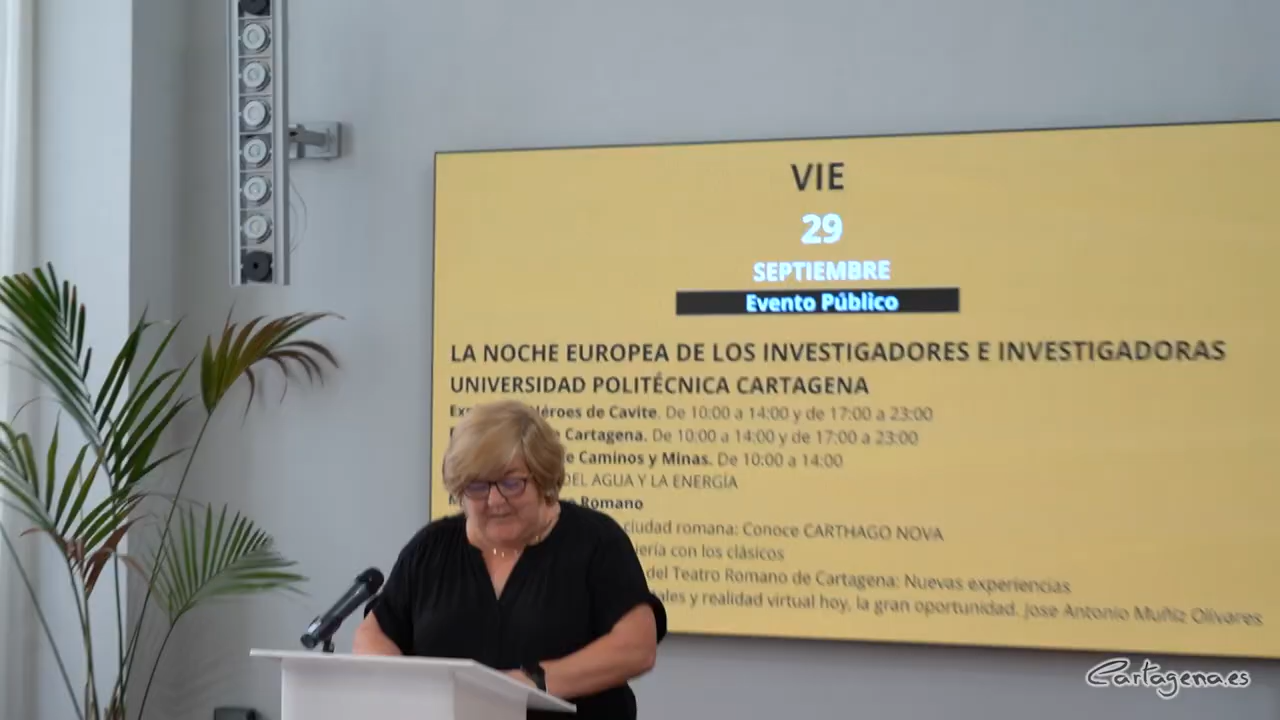 VIE
29
SEPTIEMBRE
Evento Público
LA NOCHE EUROPEA DE LOS INVESTIGADORES E INVESTIGADORAS
UNIVERSIDAD POLITÉCNICA CARTAGENA
Héroes de Cavite. De 10:00 a 14:00 y de 17:00 a 23:00
Cartagena. De 10:00 a 14:00 y de 17:00 a 23:00
Caminos y Minas. De 10:00 a 14:00
DEL AGUA Y LA ENERGÍA
Romano
ciudad romana: Conoce CARTHAGO NOVA
con los clásicos
del Teatro Romano de Cartagena: Nuevas experiencias
y realidad virtual hoy, la gran oportunidad. Jose Antonio Muñiz Olivares
Cartagena.es